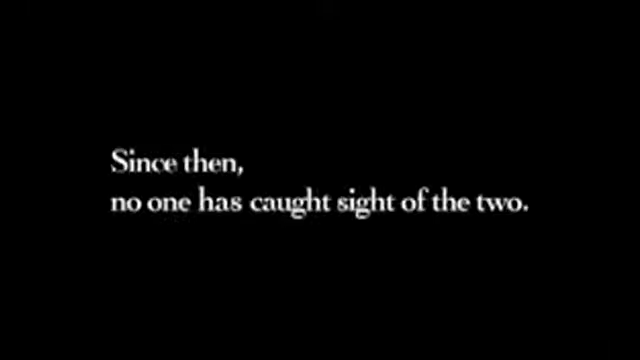 Since then,
no one has caught sight of the two.